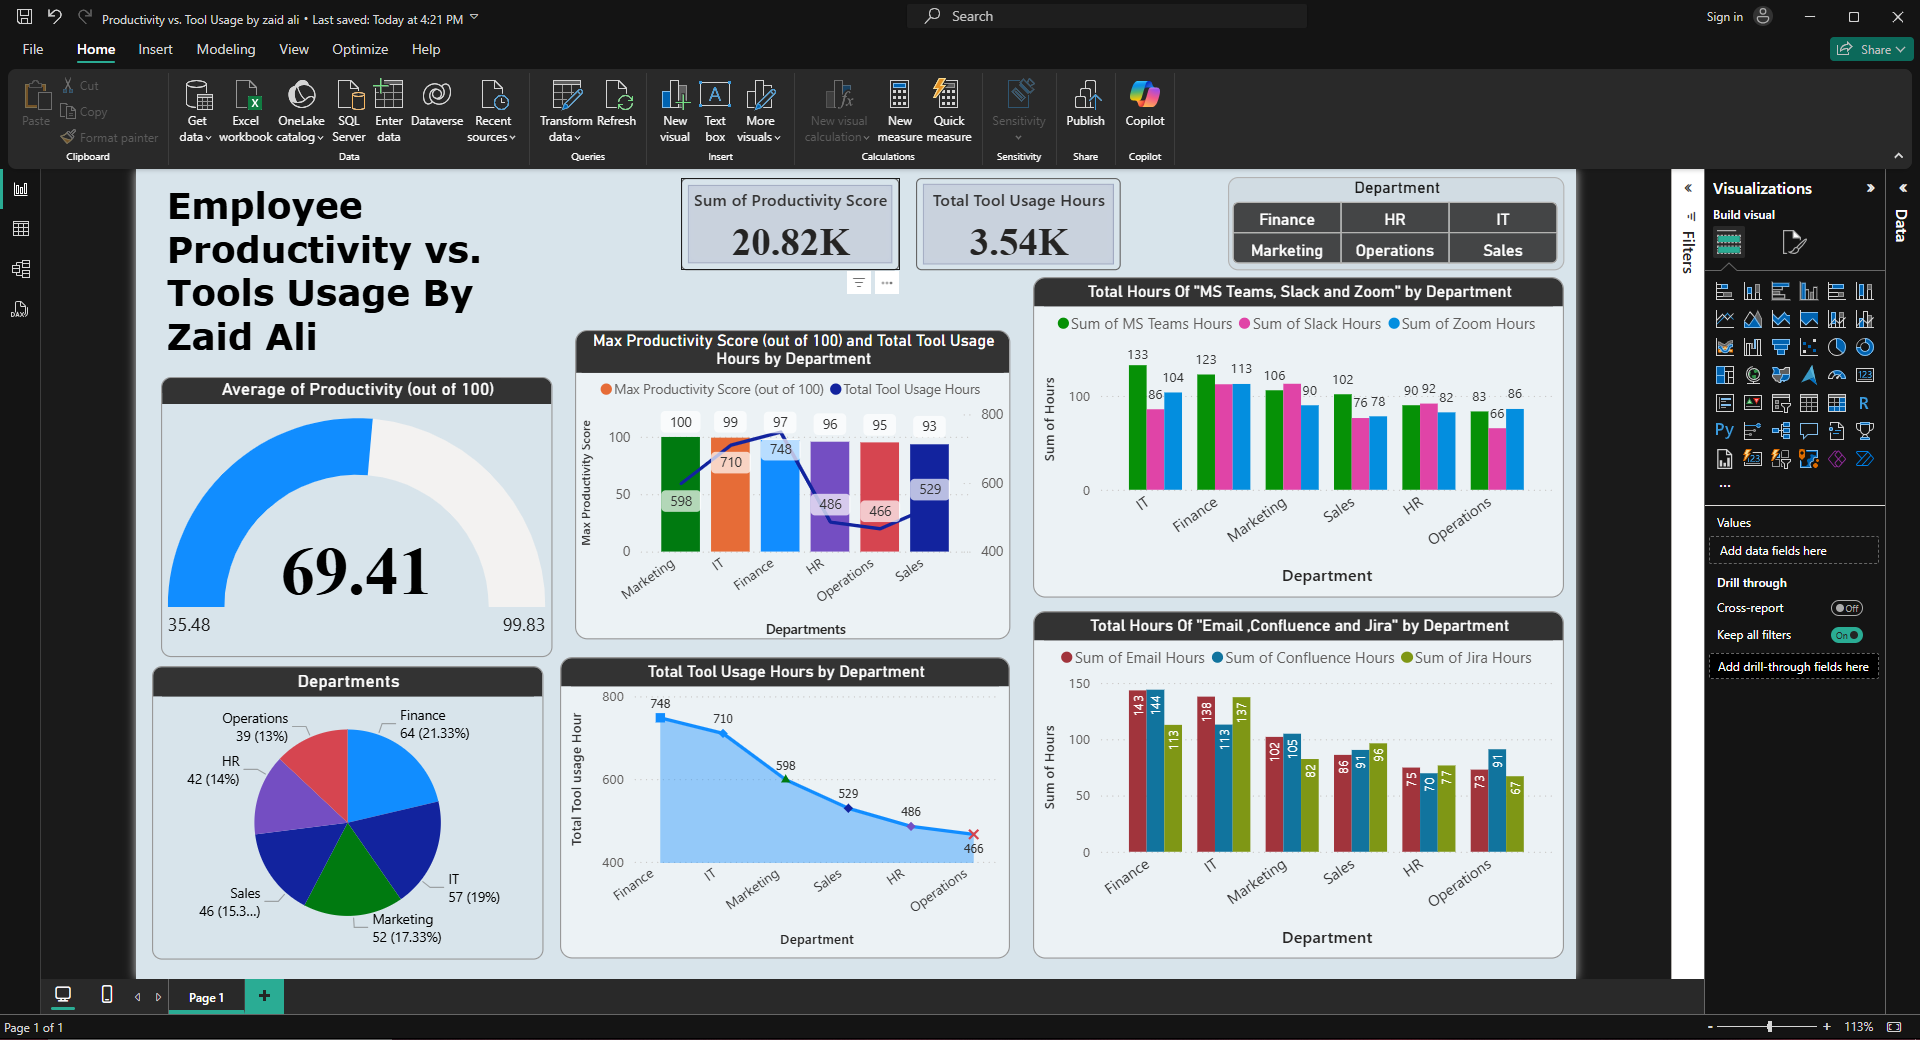 Productivity vs. Tool Usage by zaid ali • Last saved: Today at 4:21 PM
Search
Sign in
File
Home
Insert
Modeling
View
Optimize
Help
Share
Paste
Cut
Copy
Format painter
Clipboard
Get data
Excel workbook
OneLake catalog
SQL Server
Enter data
Dataverse
Recent sources
Data
Transform data
Refresh
Queries
New visual
Text box
More visuals
Insert
New visual calculation
New measure
Quick measure
Calculations
Sensitivity
Sensitivity
Publish
Share
Copilot
Copilot
Employee
Productivity vs.
Tools Usage By
Zaid Ali
Sum of Productivity Score
20.82K
Total Tool Usage Hours
3.54K
Department
Finance HR IT
Marketing Operations Sales
Average of Productivity (out of 100)
69.41
35.48
99.83
Max Productivity Score (out of 100) and Total Tool Usage
Hours by Department
Max Productivity Score (out of 100) Total Tool Usage Hours
Max Productivity Score
100
50
0
800
600
400
100 99 97 96 95 93
598 710 748 486 466 529
Marketing IT Finance HR Operations Sales
Departments
Total Hours Of "MS Teams, Slack and Zoom" by Department
Sum of MS Teams Hours Sum of Slack Hours Sum of Zoom Hours
Sum of Hours
100
0
133 86 104
123 113
106 90
102 76 78
90 92 82
83 66 86
IT Finance Marketing Sales HR Operations
Department
Departments
Operations
39 (13%)
Finance
64 (21.33%)
HR
42 (14%)
Sales
46 (15.3...)
IT
57 (19%)
Marketing
52 (17.33%)
Total Tool Usage Hours by Department
Total Tool usage Hour
800
600
400
748 710 598 529 486 466
Finance IT Marketing Sales HR Operations
Department
Total Hours Of "Email ,Confluence and Jira" by Department
Sum of Email Hours Sum of Confluence Hours Sum of Jira Hours
Sum of Hours
150
100
50
0
143 144 113
138 113 137
102 105 82
86 91 96
75 70 77
73 91 67
Finance IT Marketing Sales HR Operations
Department
Filters
Visualizations
Build visual
123
R
Py
123
...
Values
Add data fields here
Drill through
Cross-report
Off
Keep all filters
On
Add drill-through fields here
Data
DAX
Page 1
+
Page 1 of 1
- + 113%